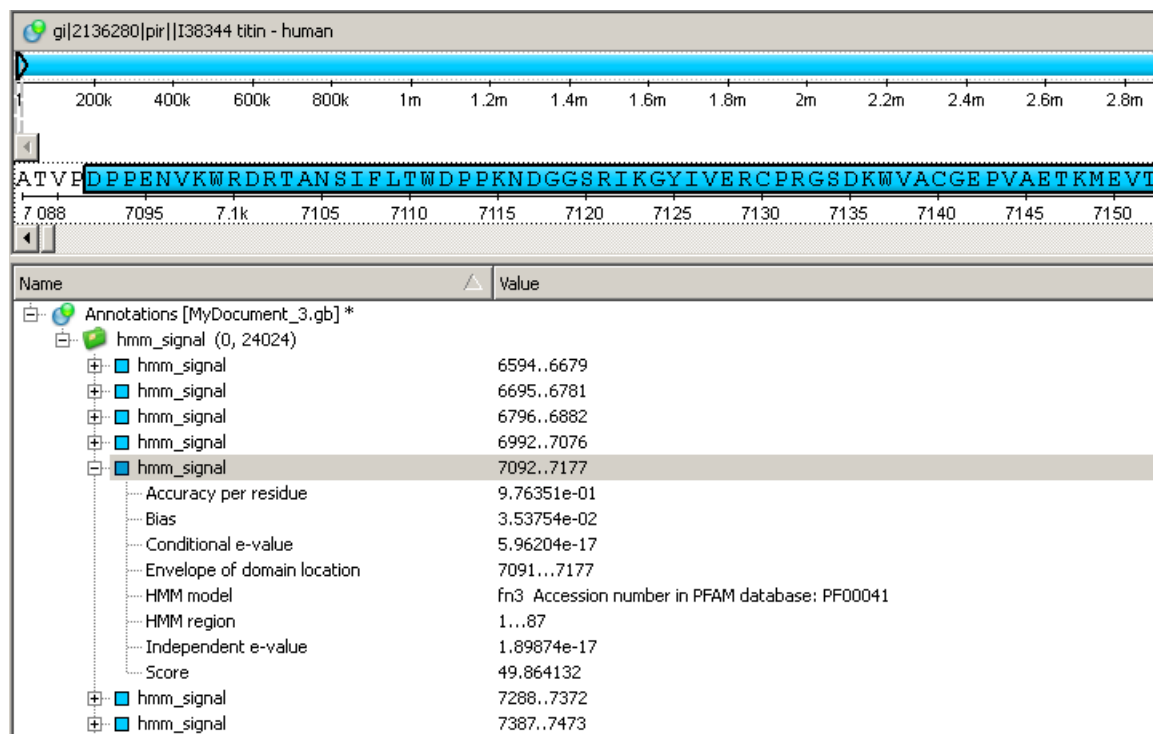 gi|2136280|pir||I38344 titin - human
1 200k 400k 600k 800k 1m 1.2m 1.4m 1.6m 1.8m 2m 2.2m 2.4m 2.6m 2.8m
ATVPDPPENVKWRDRTANSIFLTWDPPKNDGGSRIKGYIVERCPRGSDKWVACGEPVAETKMEVT
7 088 7095 7.1k 7105 7110 7115 7120 7125 7130 7135 7140 7145 7150
Name Value
Annotations [MyDocument_3.gb] *
hmm_signal (0, 24024)
hmm_signal 6594..6679
hmm_signal 6695..6781
hmm_signal 6796..6882
hmm_signal 6992..7076
hmm_signal 7092..7177
Accuracy per residue 9.76351e-01
Bias 3.53754e-02
Conditional e-value 5.96204e-17
Envelope of domain location 7091...7177
HMM model fn3 Accession number in PFAM database: PF00041
HMM region 1...87
Independent e-value 1.89874e-17
Score 49.864132
hmm_signal 7288..7372
hmm_signal 7387..7473